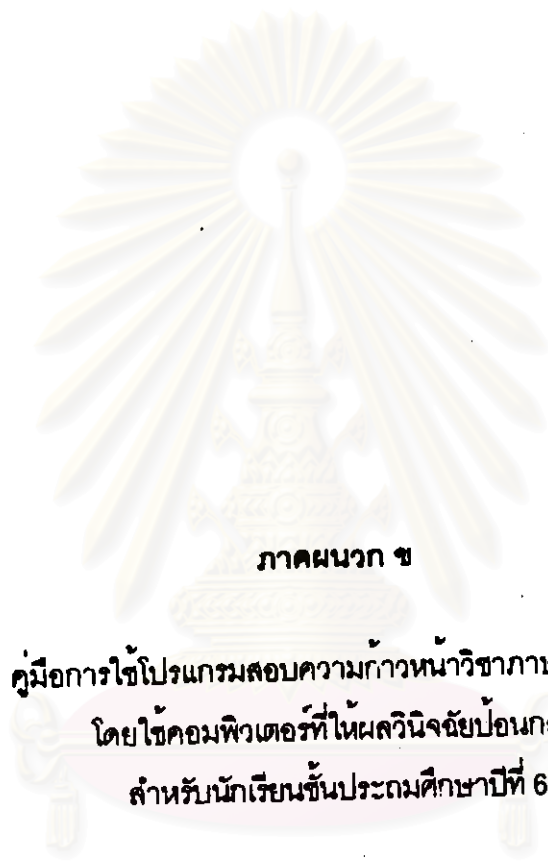 ภาคผนวก ข
คู่มือการใช้โปรแกรมสอบความก้าวหน้าวิชา
โดยใช้คอมพิวเตอร์ที่ให้ผลวินิจฉัยป้อน
สำหรับนักเรียนชั้นประถมศึกษาปีที่ 6